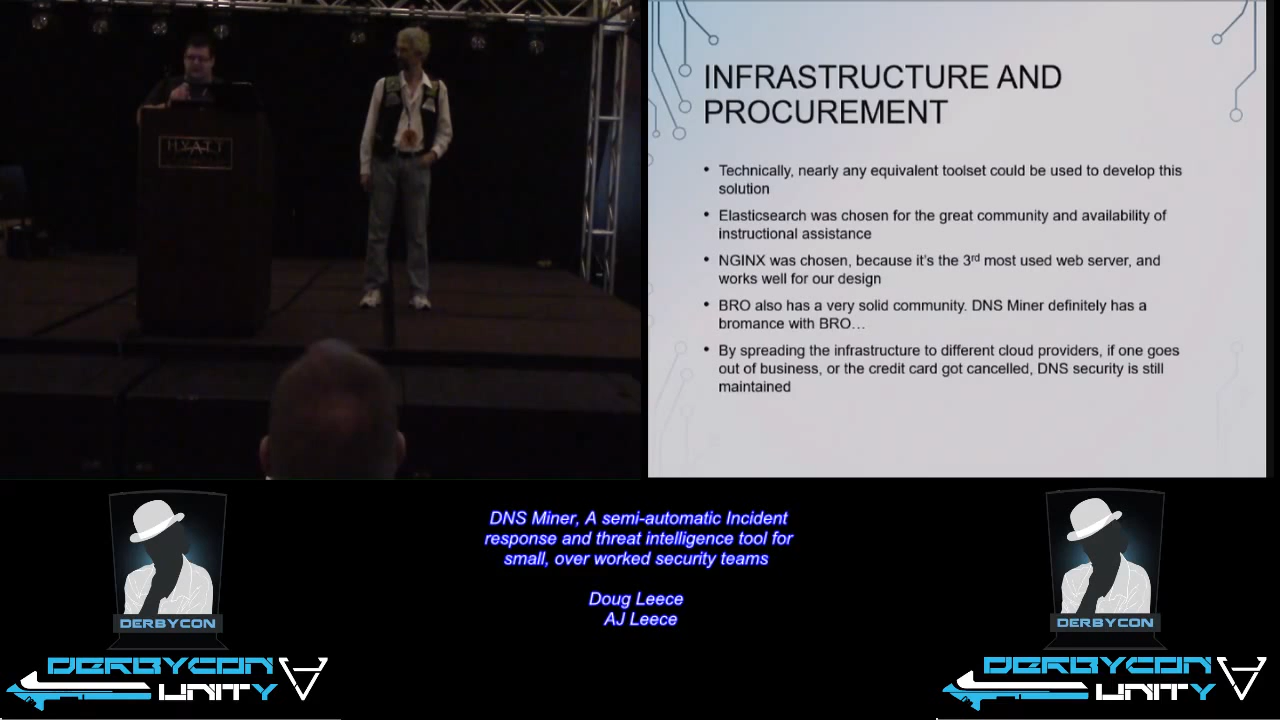 HYATT
INFRASTRUCTURE AND
PROCUREMENT
• Technically, nearly any equivalent toolset could be used to develop this
solution
• Elasticsearch was chosen for the great community and availability of
instructional assistance
• NGINX was chosen, because it's the 3rd most used web server, and
works well for our design
• BRO also has a very solid community. DNS Miner definitely has a
bromance with BRO…
• By spreading the infrastructure to different cloud providers, if one goes
out of business, or the credit card got cancelled, DNS security is still
maintained
DERBYCON
DERBYCON
UNITY
DNS Miner, A semi-automatic Incident
response and threat intelligence tool for
small, over worked security teams
Doug Leece
AJ Leece
DERBYCON
DERBYCON
UNITY